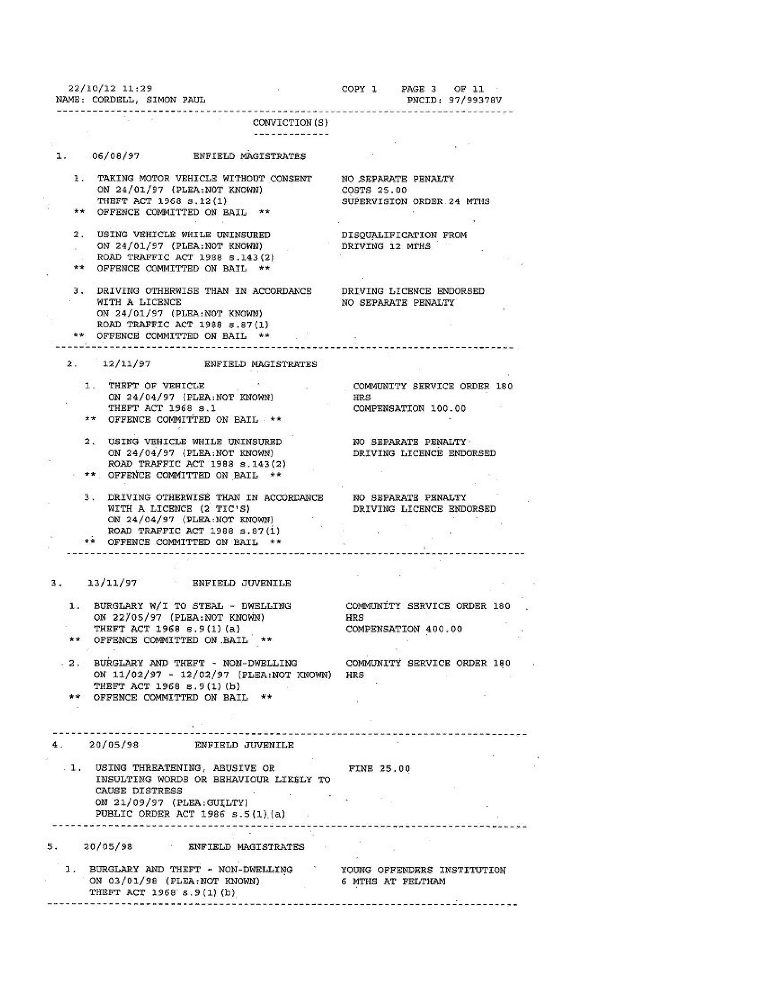 22/10/12 11:29 COPY 1 PAGE 3 OF 11
NAME: CORDELL, SIMON PAUL PNCID: 97/99378V
CONVICTION(S)
1. 06/08/97 ENFIELD MAGISTRATES
1. TAKING MOTOR VEHICLE WITHOUT CONSENT NO SEPARATE PENALTY
ON 24/01/97 (PLEA:NOT KNOWN) COSTS 25.00
THEFT ACT 1968 s.12(1) SUPERVISION ORDER 24 MTHS
** OFFENCE COMMITTED ON BAIL **
2. USING VEHICLE WHILE UNINSURED DISQUALIFICATION FROM
ON 24/01/97 (PLEA:NOT KNOWN) DRIVING 12 MTHS
ROAD TRAFFIC ACT 1988 s.143(2)
** OFFENCE COMMITTED ON BAIL **
3. DRIVING OTHERWISE THAN IN ACCORDANCE DRIVING LICENCE ENDORSED
WITH A LICENCE NO SEPARATE PENALTY
ON 24/01/97 (PLEA:NOT KNOWN)
ROAD TRAFFIC ACT 1988 s.87(1)
** OFFENCE COMMITTED ON BAIL **
2. 12/11/97 ENFIELD MAGISTRATES
1. THEFT OF VEHICLE COMMUNITY SERVICE ORDER 180
ON 24/04/97 (PLEA:NOT KNOWN) HRS
THEFT ACT 1968 s.1 COMPENSATION 100.00
** OFFENCE COMMITTED ON BAIL **
2. USING VEHICLE WHILE UNINSURED NO SEPARATE PENALTY
ON 24/04/97 (PLEA:NOT KNOWN) DRIVING LICENCE ENDORSED
ROAD TRAFFIC ACT 1988 s.143(2)
** OFFENCE COMMITTED ON BAIL **
3. DRIVING OTHERWISE THAN IN ACCORDANCE NO SEPARATE PENALTY
WITH A LICENCE (2 TIC'S) DRIVING LICENCE ENDORSED
ON 24/04/97 (PLEA:NOT KNOWN)
ROAD TRAFFIC ACT 1988 s.87(1)
** OFFENCE COMMITTED ON BAIL **
3. 13/11/97 ENFIELD JUVENILE
1. BURGLARY W/I TO STEAL - DWELLING COMMUNITY SERVICE ORDER 180
ON 22/05/97 (PLEA:NOT KNOWN) HRS
THEFT ACT 1968 s.9(1)(a) COMPENSATION 400.00
** OFFENCE COMMITTED ON BAIL **
2. BURGLARY AND THEFT - NON-DWELLING COMMUNITY SERVICE ORDER 180
ON 11/02/97 - 12/02/97 (PLEA:NOT KNOWN) HRS
THEFT ACT 1968 s.9(1)(b)
** OFFENCE COMMITTED ON BAIL **
4. 20/05/98 ENFIELD JUVENILE
1. USING THREATENING, ABUSIVE OR FINE 25.00
INSULTING WORDS OR BEHAVIOUR LIKELY TO
CAUSE DISTRESS
ON 21/09/97 (PLEA:GUILTY)
PUBLIC ORDER ACT 1986 s.5(1)(a)
5. 20/05/98 ENFIELD MAGISTRATES
1. BURGLARY AND THEFT - NON-DWELLING YOUNG OFFENDERS INSTITUTION
ON 03/01/98 (PLEA:NOT KNOWN) 6 MTHS AT FELTHAM
THEFT ACT 1968 s.9(1)(b)